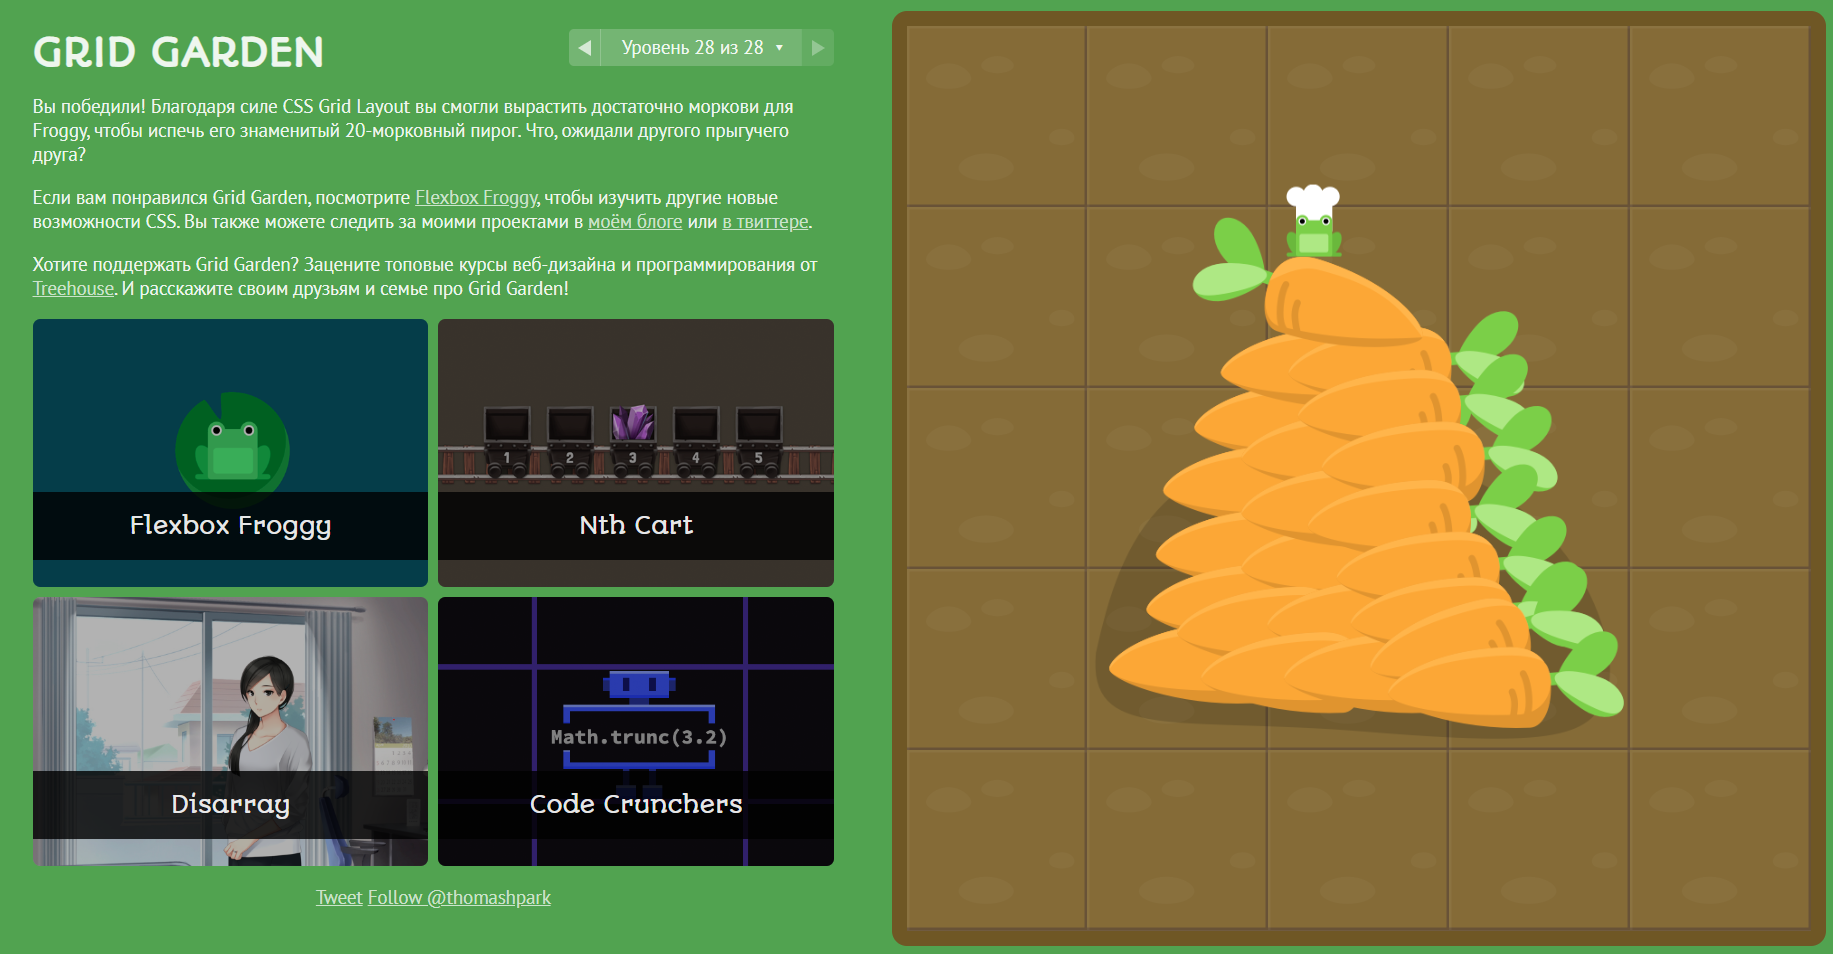 GRID GARDEN
Уровень 28 из 28
Вы победили! Благодаря силе CSS Grid Layout вы смогли вырастить достаточно моркови для
Froggy, чтобы испечь его знаменитый 20-морковный пирог. Что, ожидали другого прыгучего
друга?
Если вам понравился Grid Garden, посмотрите Flexbox Froggy, чтобы изучить другие новые
возможности CSS. Вы также можете следить за моими проектами в моём блоге или в твиттере.
Хотите поддержать Grid Garden? Зацените топовые курсы веб-дизайна и программирования от
Treehouse. И расскажите своим друзьям и семье про Grid Garden!
1 2 3 4 5
Flexbox Froggy
Nth Cart
Math.trunc(3.2)
Disarray
Code Crunchers
Tweet Follow @thomashpark